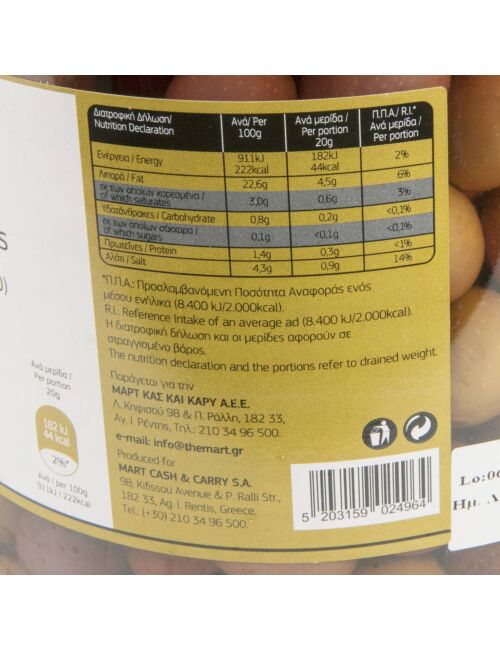 Διατροφική Δήλωση/
Nutrition Declaration
Ανά/ Per
100g
Ανά μερίδα /
Per portion
20g
Π.Π.Α./ R.I.*
Ανά μερίδα /
Per portion
Ενέργεια / Energy 911kJ 182 kJ 2%
222kcal 44kcal
Λιπαρά / Fat 22,6g 4,5g 6%
εκ των οποίων κορεσμένα / 3,0g 0,6g 3%
of which saturates
Υδατάνθρακες / Carbohydrate 0,8g 0,2g <0,1%
εκ των οποίων σάκχαρα / 0,1g <0,1g <0,1%
of which sugars
Πρωτεΐνες / Protein 1,4g 0,3g <1%
Αλάτι / Salt 4,3g 0,9g 14%
*Π.Π.Α.: Προσλαμβανόμενη Ποσότητα Αναφοράς ενός
μέσου ενήλικα (8.400 kJ/2.000kcal).
R.I.: Reference Intake of an average ad (8.400 kJ/2.000kcal).
Η διατροφική δήλωση και οι μερίδες αφορούν σε
στραγγισμένο βάρος.
The nutrition declaration and the portions refer to drained weight.
Παράγεται για την
ΜΑΡΤ ΚΑΣ ΚΑΙ ΚΑΡΥ Α.Ε.Ε.
Λ. Κηφισού 98 & Π. Ράλλη, 182 33,
Αγ. Ι. Ρέντης, Τηλ.: 210 34 96 500.
e-mail: info@themart.gr
Produced for
MART CASH & CARRY S.A.
98, Kifissou Avenue & P. Ralli Str.,
182 33, Ag. I. Rentis, Greece.
Tel. (+30) 210 34 96 500.
S
0)
Ανά μερίδα /
Per portion
20g
182 kJ
44 kcal
2%*
Ανά / per 100g
911kJ / 222kcal
5 203159 024964
Lo:0
Ημ.